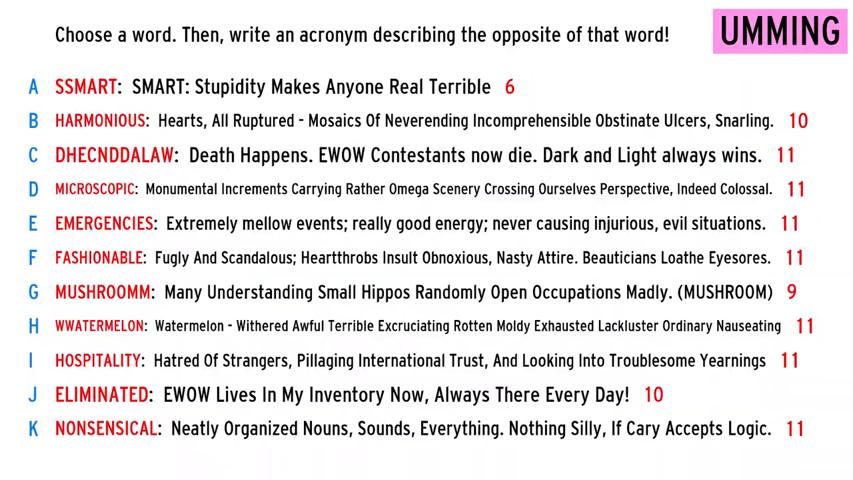 Choose a word. Then, write an acronym describing the opposite of that word!
UMMING
A SSMART: SMART: Stupidity Makes Anyone Real Terrible 6
B HARMONIOUS: Hearts, All Ruptured - Mosaics Of Neverending Incomprehensible Obstinate Ulcers, Snarling. 10
C DHECNDDALAW: Death Happens. EWOW Contestants now die. Dark and Light always wins. 11
D MICROSCOPIC: Monumental Increments Carrying Rather Omega Scenery Crossing Ourselves Perspective, Indeed Colossal. 11
E EMERGENCIES: Extremely mellow events; really good energy; never causing injurious, evil situations. 11
F FASHIONABLE: Fugly And Scandalous; Heartthrobs Insult Obnoxious, Nasty Attire. Beauticians Loathe Eyesores. 11
G MUSHROOMM: Many Understanding Small Hippos Randomly Open Occupations Madly. (MUSHROOM) 9
H WWATERMELON: Watermelon - Withered Awful Terrible Excruciating Rotten Moldy Exhausted Lackluster Ordinary Nauseating 11
I HOSPITALITY: Hatred Of Strangers, Pillaging International Trust, And Looking Into Troublesome Yearnings 11
J ELIMINATED: EWOW Lives In My Inventory Now, Always There Every Day! 10
K NONSENSICAL: Neatly Organized Nouns, Sounds, Everything. Nothing Silly, If Cary Accepts Logic. 11